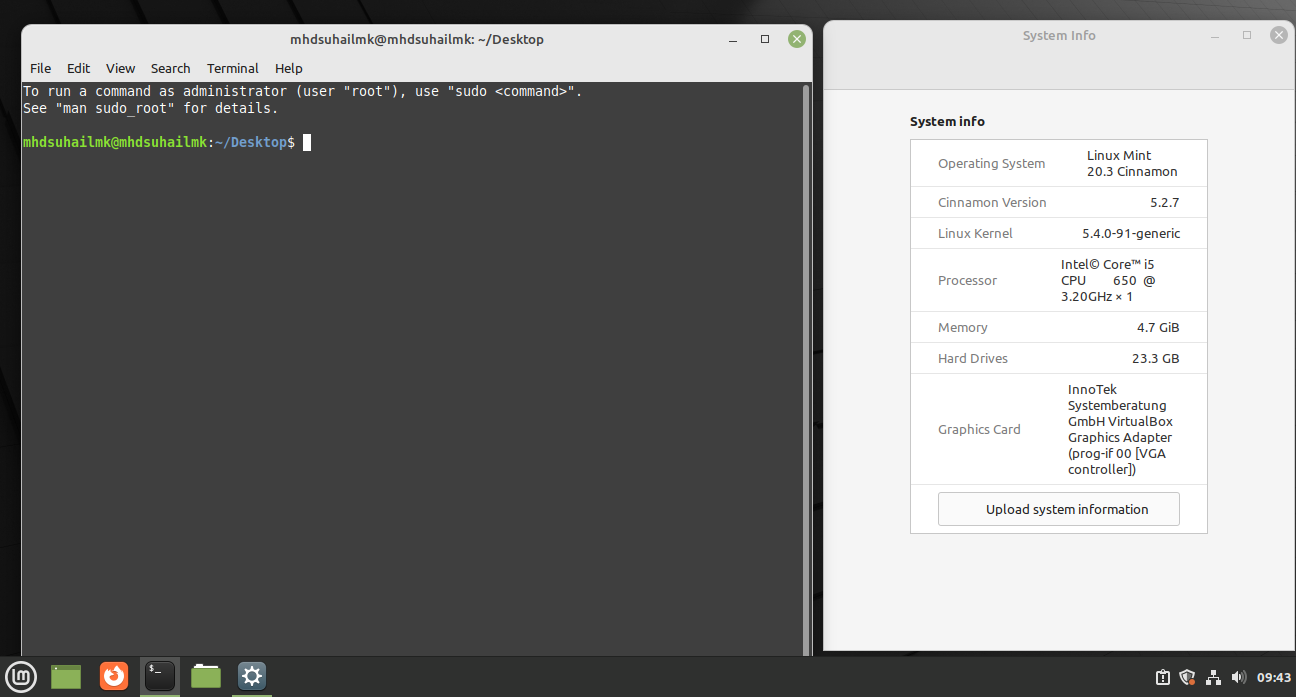 mhdsuhailmk@mhdsuhailmk: ~/Desktop
File Edit View Search Terminal Help
To run a command as administrator (user "root"), use "sudo <command>".
See "man sudo_root" for details.
mhdsuhailmk@mhdsuhailmk:~/Desktop$
System Info
System info
Operating System
Linux Mint
20.3 Cinnamon
Cinnamon Version 5.2.7
Linux Kernel 5.4.0-91-generic
Processor
Intel© Core™ i5
CPU 650 @
3.20GHz × 1
Memory 4.7 GiB
Hard Drives 23.3 GB
Graphics Card
InnoTek
Systemberatung
GmbH VirtualBox
Graphics Adapter
(prog-if 00 [VGA
controller])
Upload system information
$_
09:43